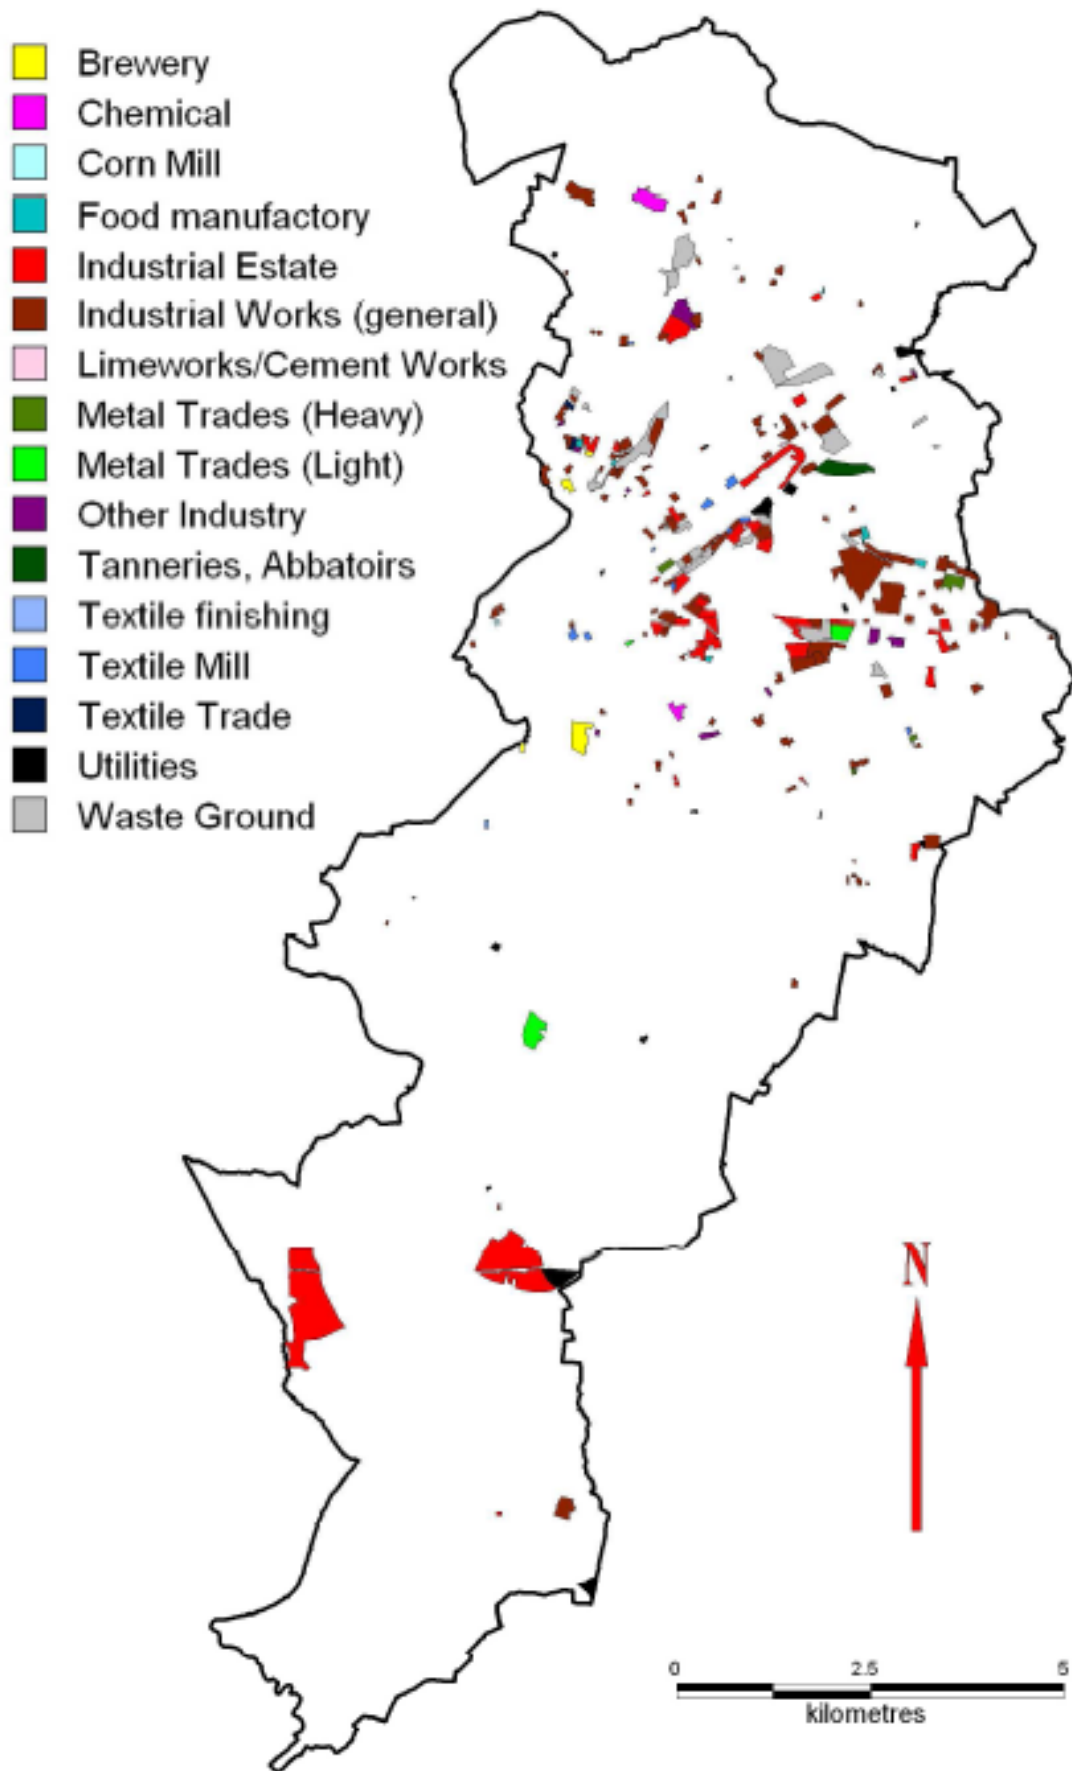 Brewery
Chemical
Corn Mill
Food manufactory
Industrial Estate
Industrial Works (general)
Limeworks/Cement Works
Metal Trades (Heavy)
Metal Trades (Light)
Other Industry
Tanneries, Abbatoirs
Textile finishing
Textile Mill
Textile Trade
Utilities
Waste Ground
N
0 2.5 5
kilometres